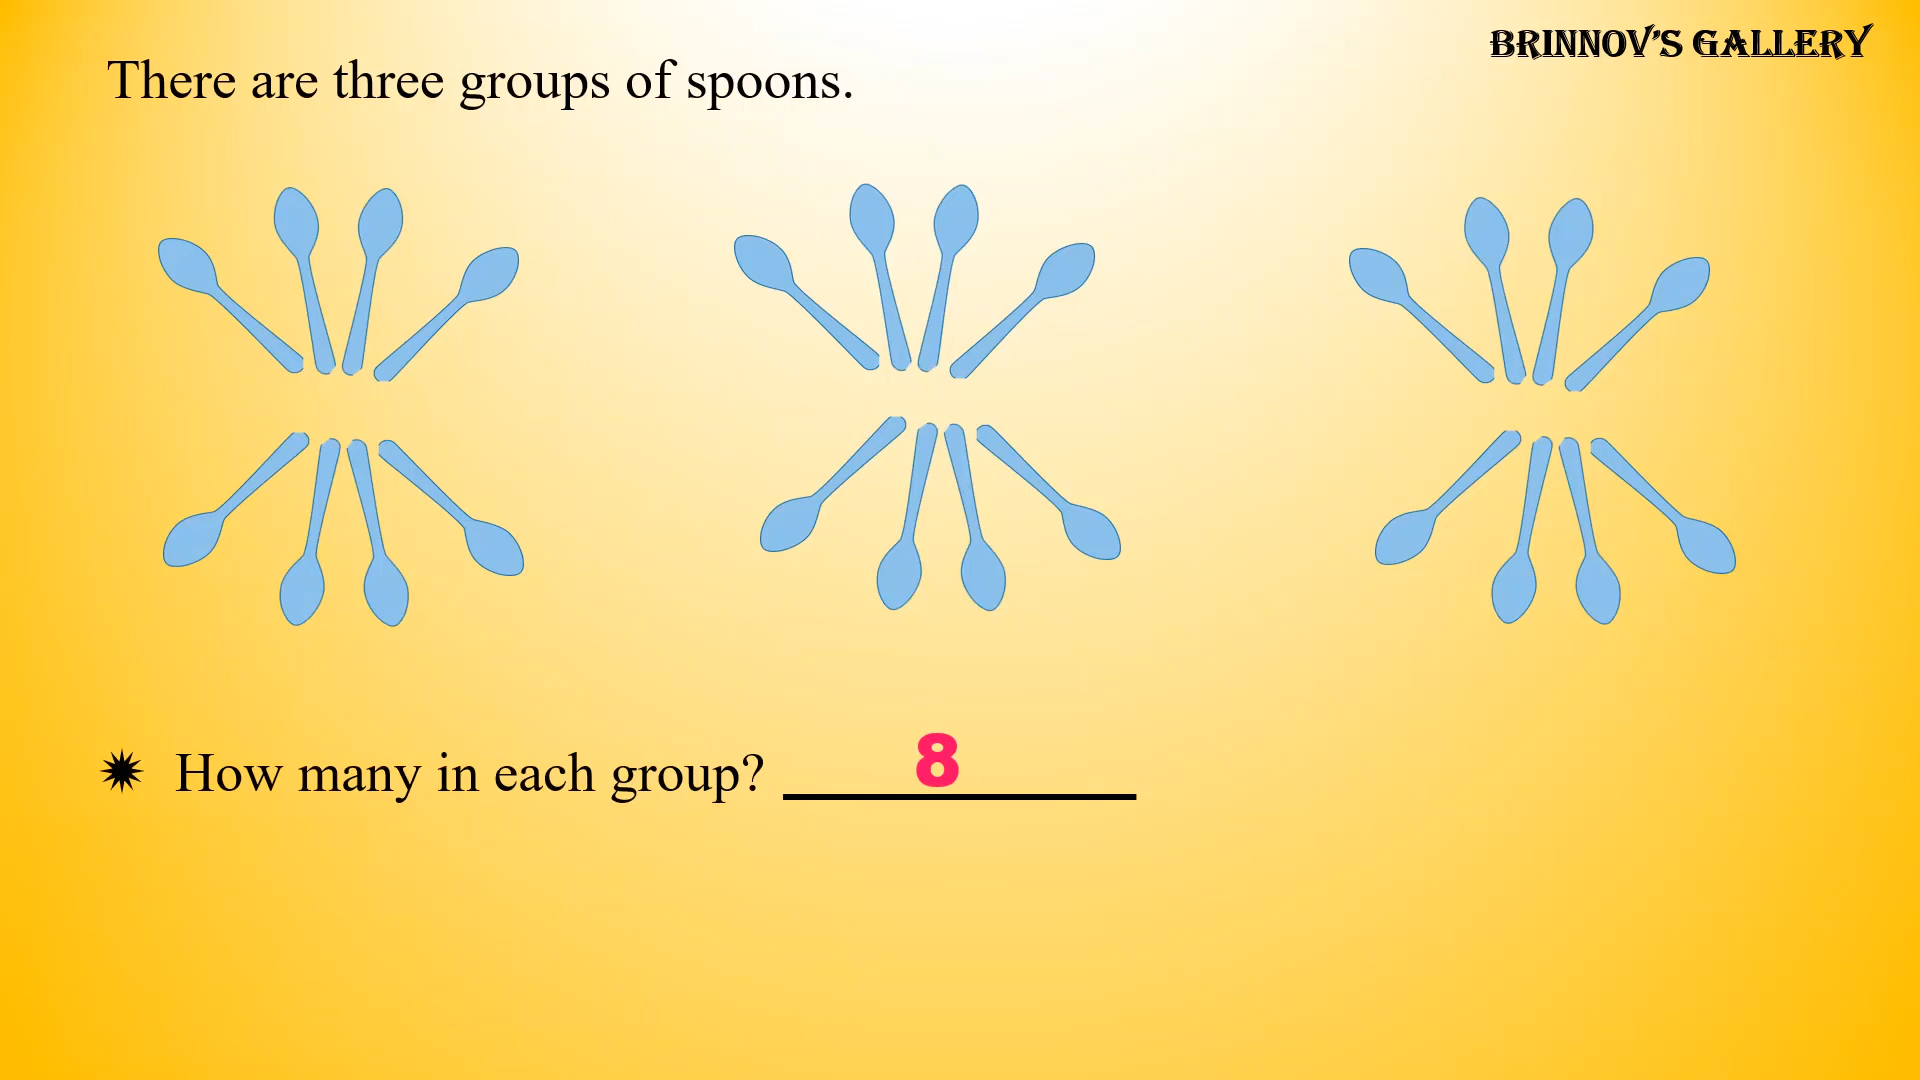 BRINNOV'S GALLERY
There are three groups of spoons.
✹ How many in each group? 8